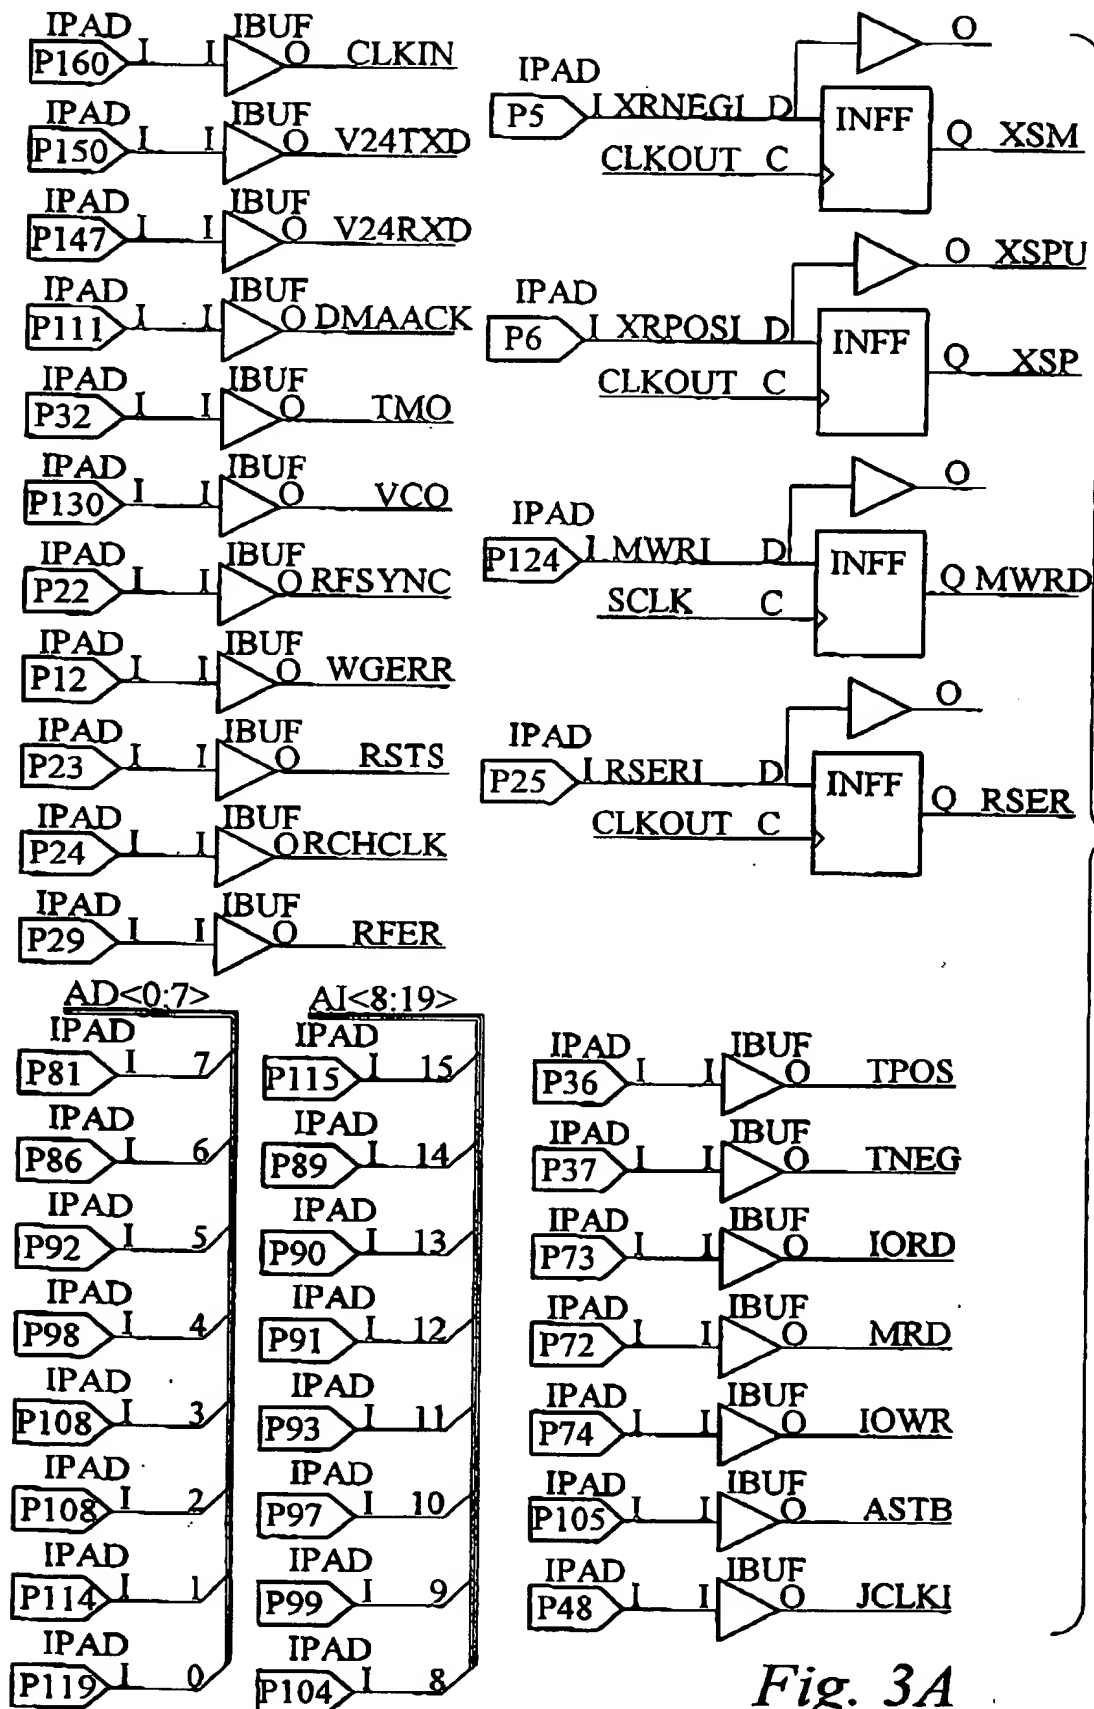 IPAD IBUF
P160 I I O CLKIN
IPAD IBUF
P150 I I O V24TXD
IPAD IBUF
P147 I I O V24RXD
IPAD IBUF
P111 I I O DMAACK
IPAD IBUF
P32 I I O TMO
IPAD IBUF
P130 I I O VCO
IPAD IBUF
P22 I I O RFSYNC
IPAD IBUF
P12 I I O WGERR
IPAD IBUF
P23 I I O RSTS
IPAD IBUF
P24 I I O RCHCLK
IPAD IBUF
P29 I I O RFER
O
IPAD
P5 I XRNEGI D INFF
CLKOUT C Q XSM
O XSPU
IPAD
P6 I XRPOSI D INFF
CLKOUT C Q XSP
O
IPAD
P124 I MWRI D INFF
SCLK C Q MWRD
O
IPAD
P25 I RSERI D INFF
CLKOUT C Q RSER
AD<0:7>
IPAD
P81 I 7
IPAD
P86 I 6
IPAD
P92 I 5
IPAD
P98 I 4
IPAD
P108 I 3
IPAD
P108 I 2
IPAD
P114 I 1
IPAD
P119 I 0
AI<8:19>
IPAD
P115 I 15
IPAD
P89 I 14
IPAD
P90 I 13
IPAD
P91 I 12
IPAD
P93 I 11
IPAD
P97 I 10
IPAD
P99 I 9
IPAD
P104 I 8
IPAD IBUF
P36 I I O TPOS
IPAD IBUF
P37 I I O TNEG
IPAD IBUF
P73 I I O IORD
IPAD IBUF
P72 I I O MRD
IPAD IBUF
P74 I I O IOWR
IPAD IBUF
P105 I I O ASTB
IPAD IBUF
P48 I I O JCLKI
Fig. 3A